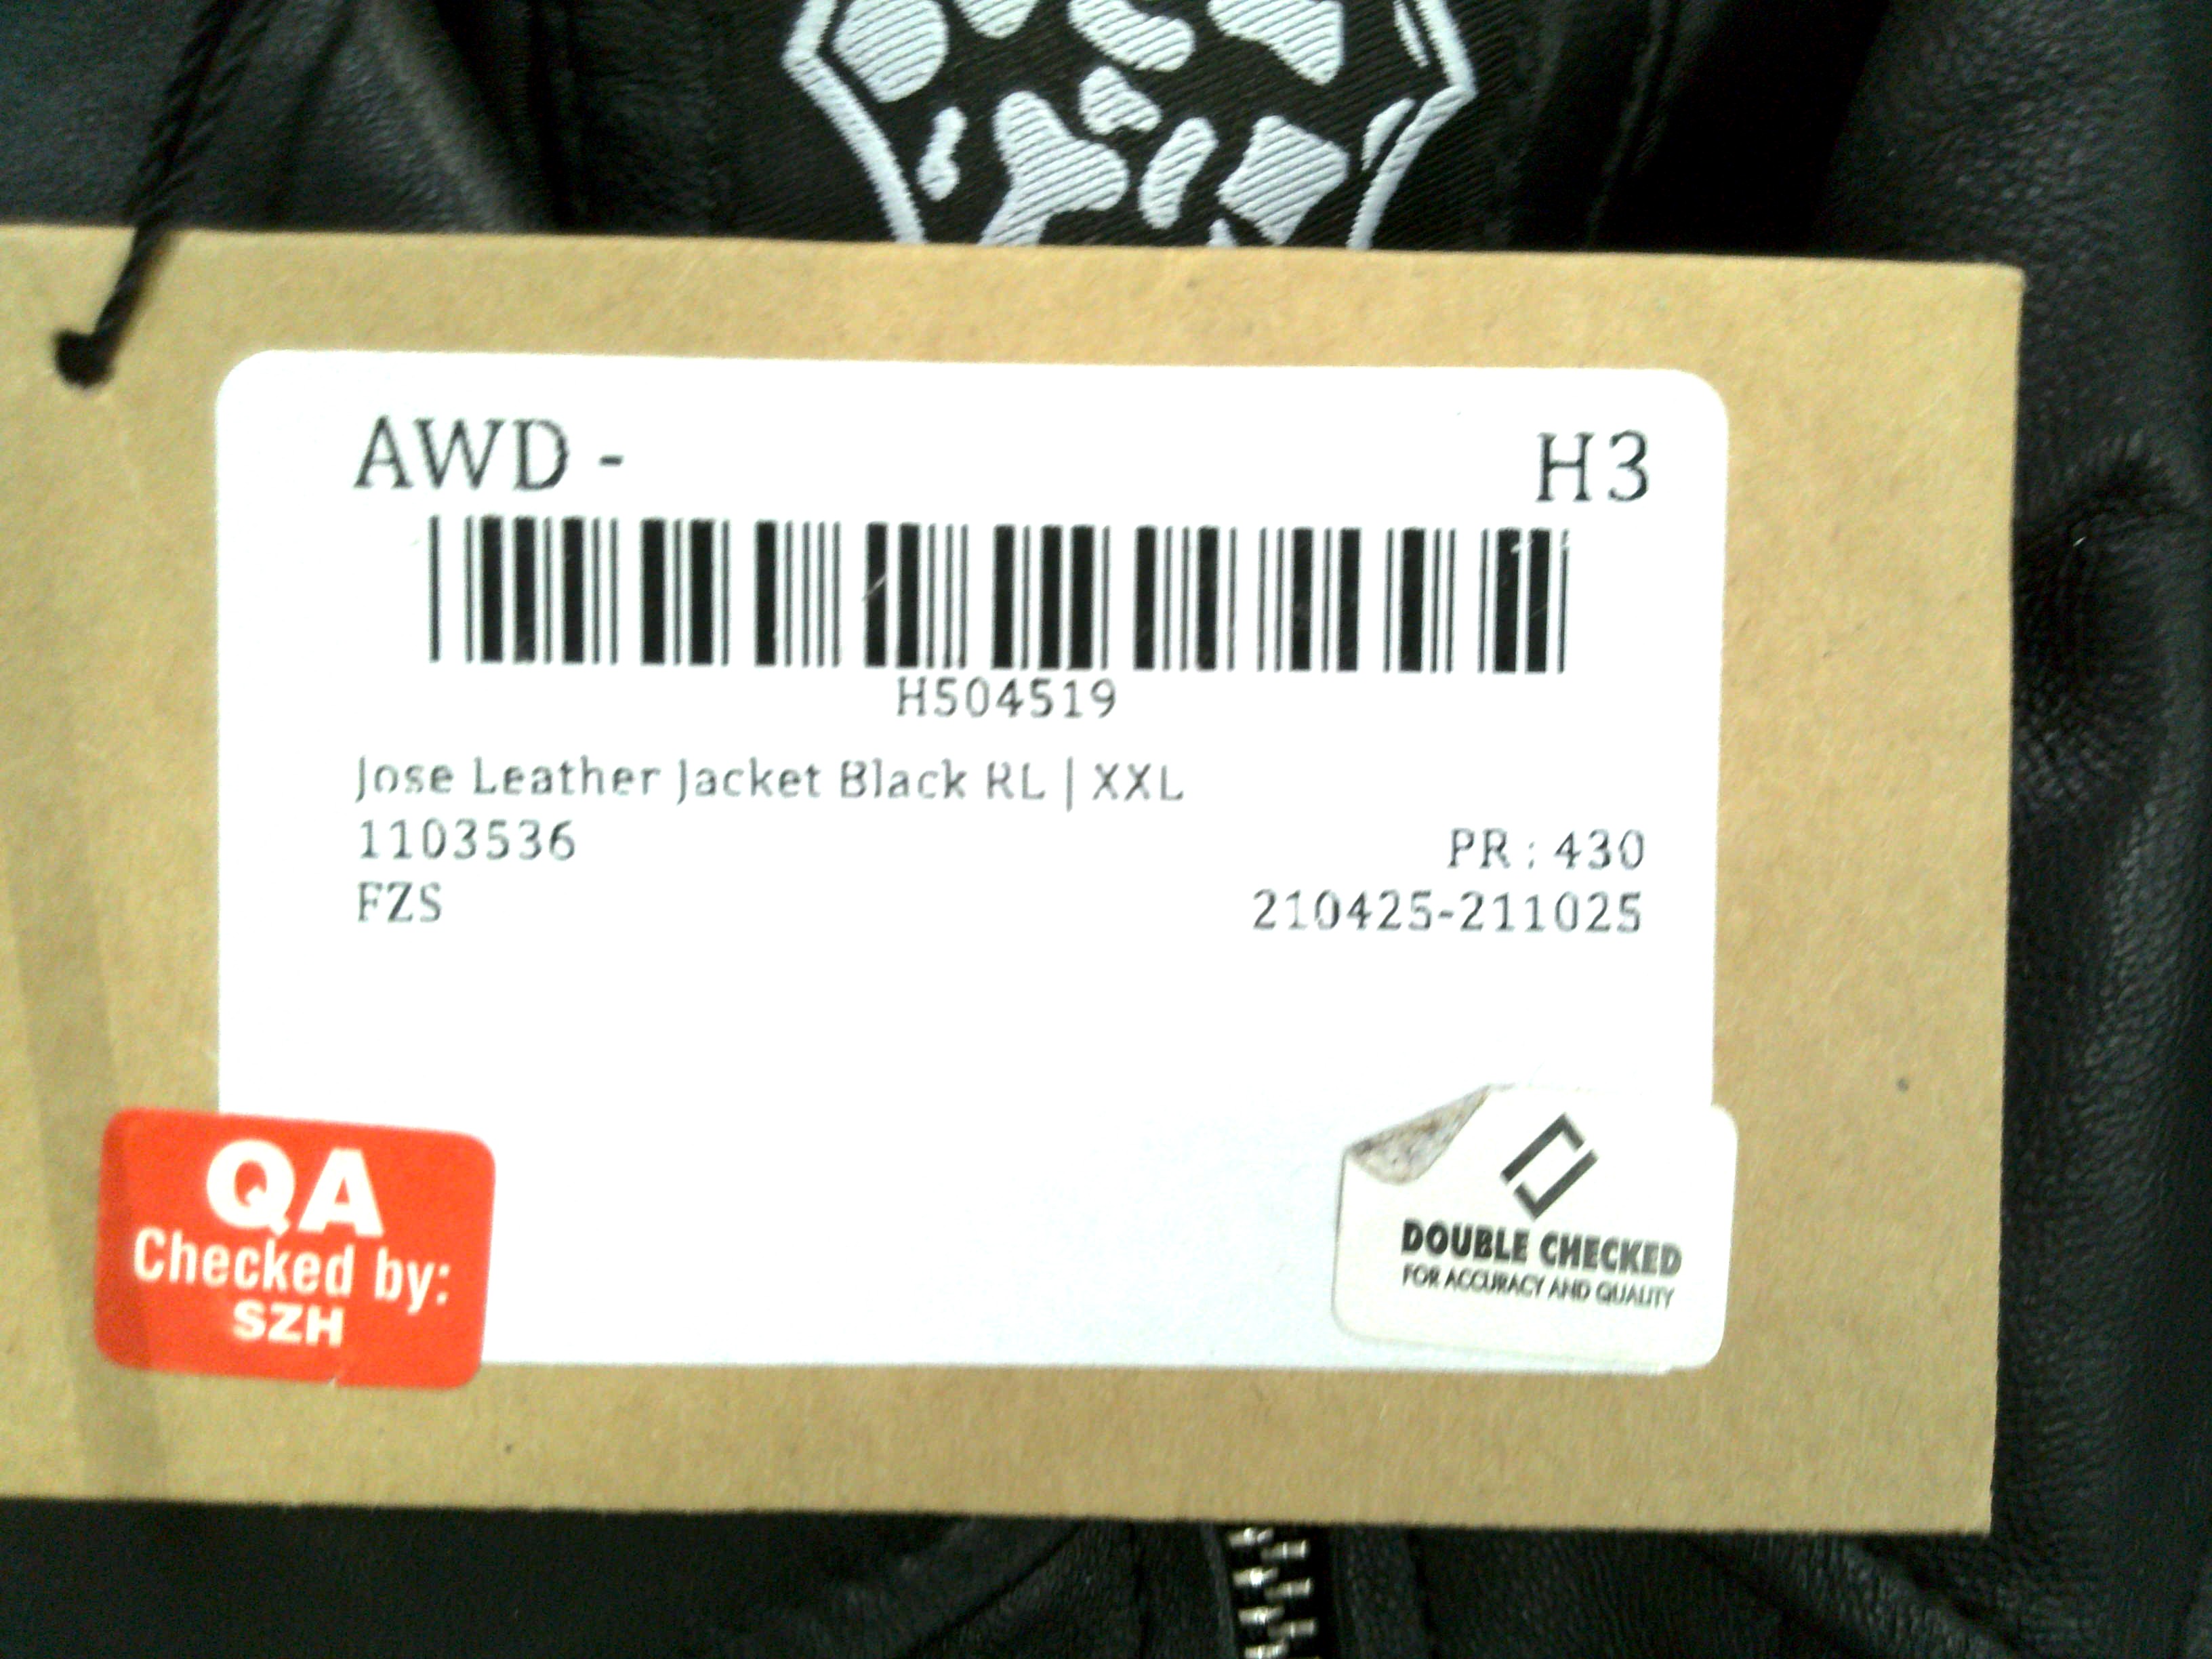 AWD - H3
H504519
Jose Leather Jacket Black RL | XXL
1103536 PR : 430
FZS 210425-211025
QA
Checked by:
SZH
DOUBLE CHECKED
FOR ACCURACY AND QUALITY